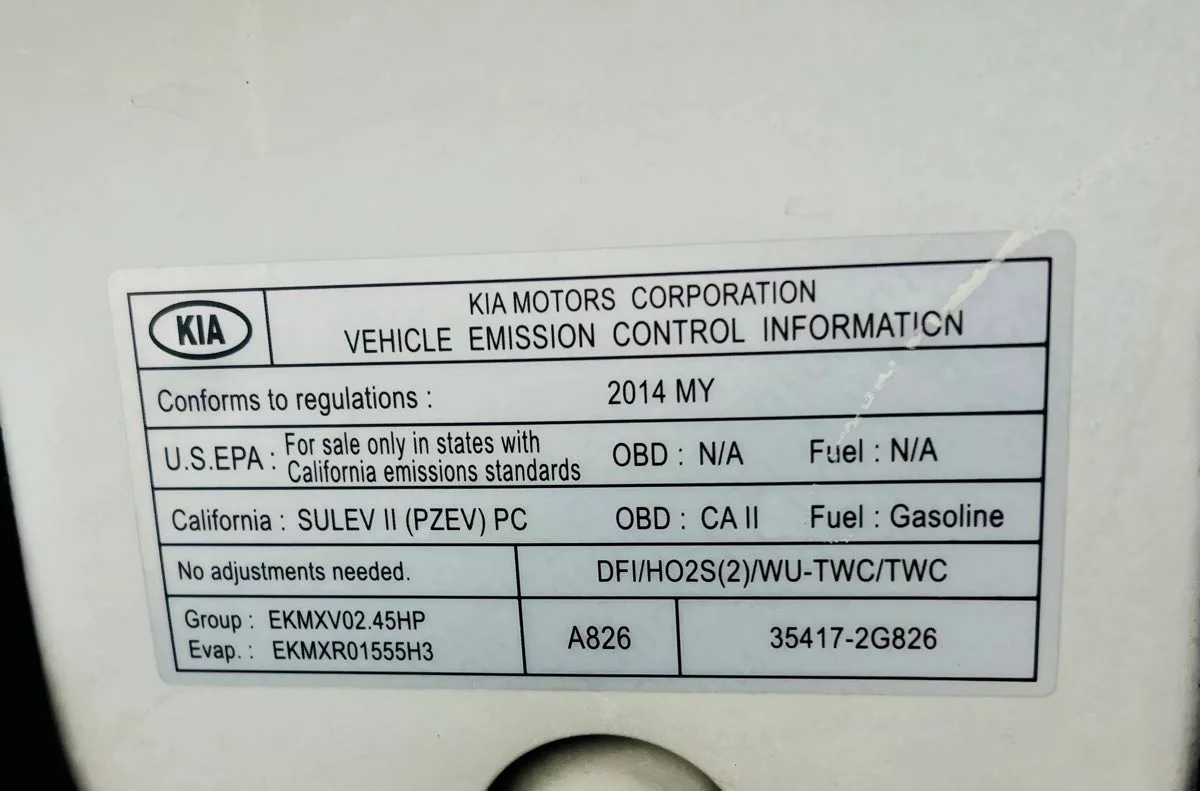 KIA
KIA MOTORS CORPORATION
VEHICLE EMISSION CONTROL INFORMATION
Conforms to regulations : 2014 MY
U.S.EPA : For sale only in states with
California emissions standards OBD : N/A Fuel : N/A
California : SULEV II (PZEV) PC OBD : CA II Fuel : Gasoline
No adjustments needed. DFI/HO2S(2)/WU-TWC/TWC
Group : EKMXV02.45HP
Evap. : EKMXR01555H3
A826 35417-2G826